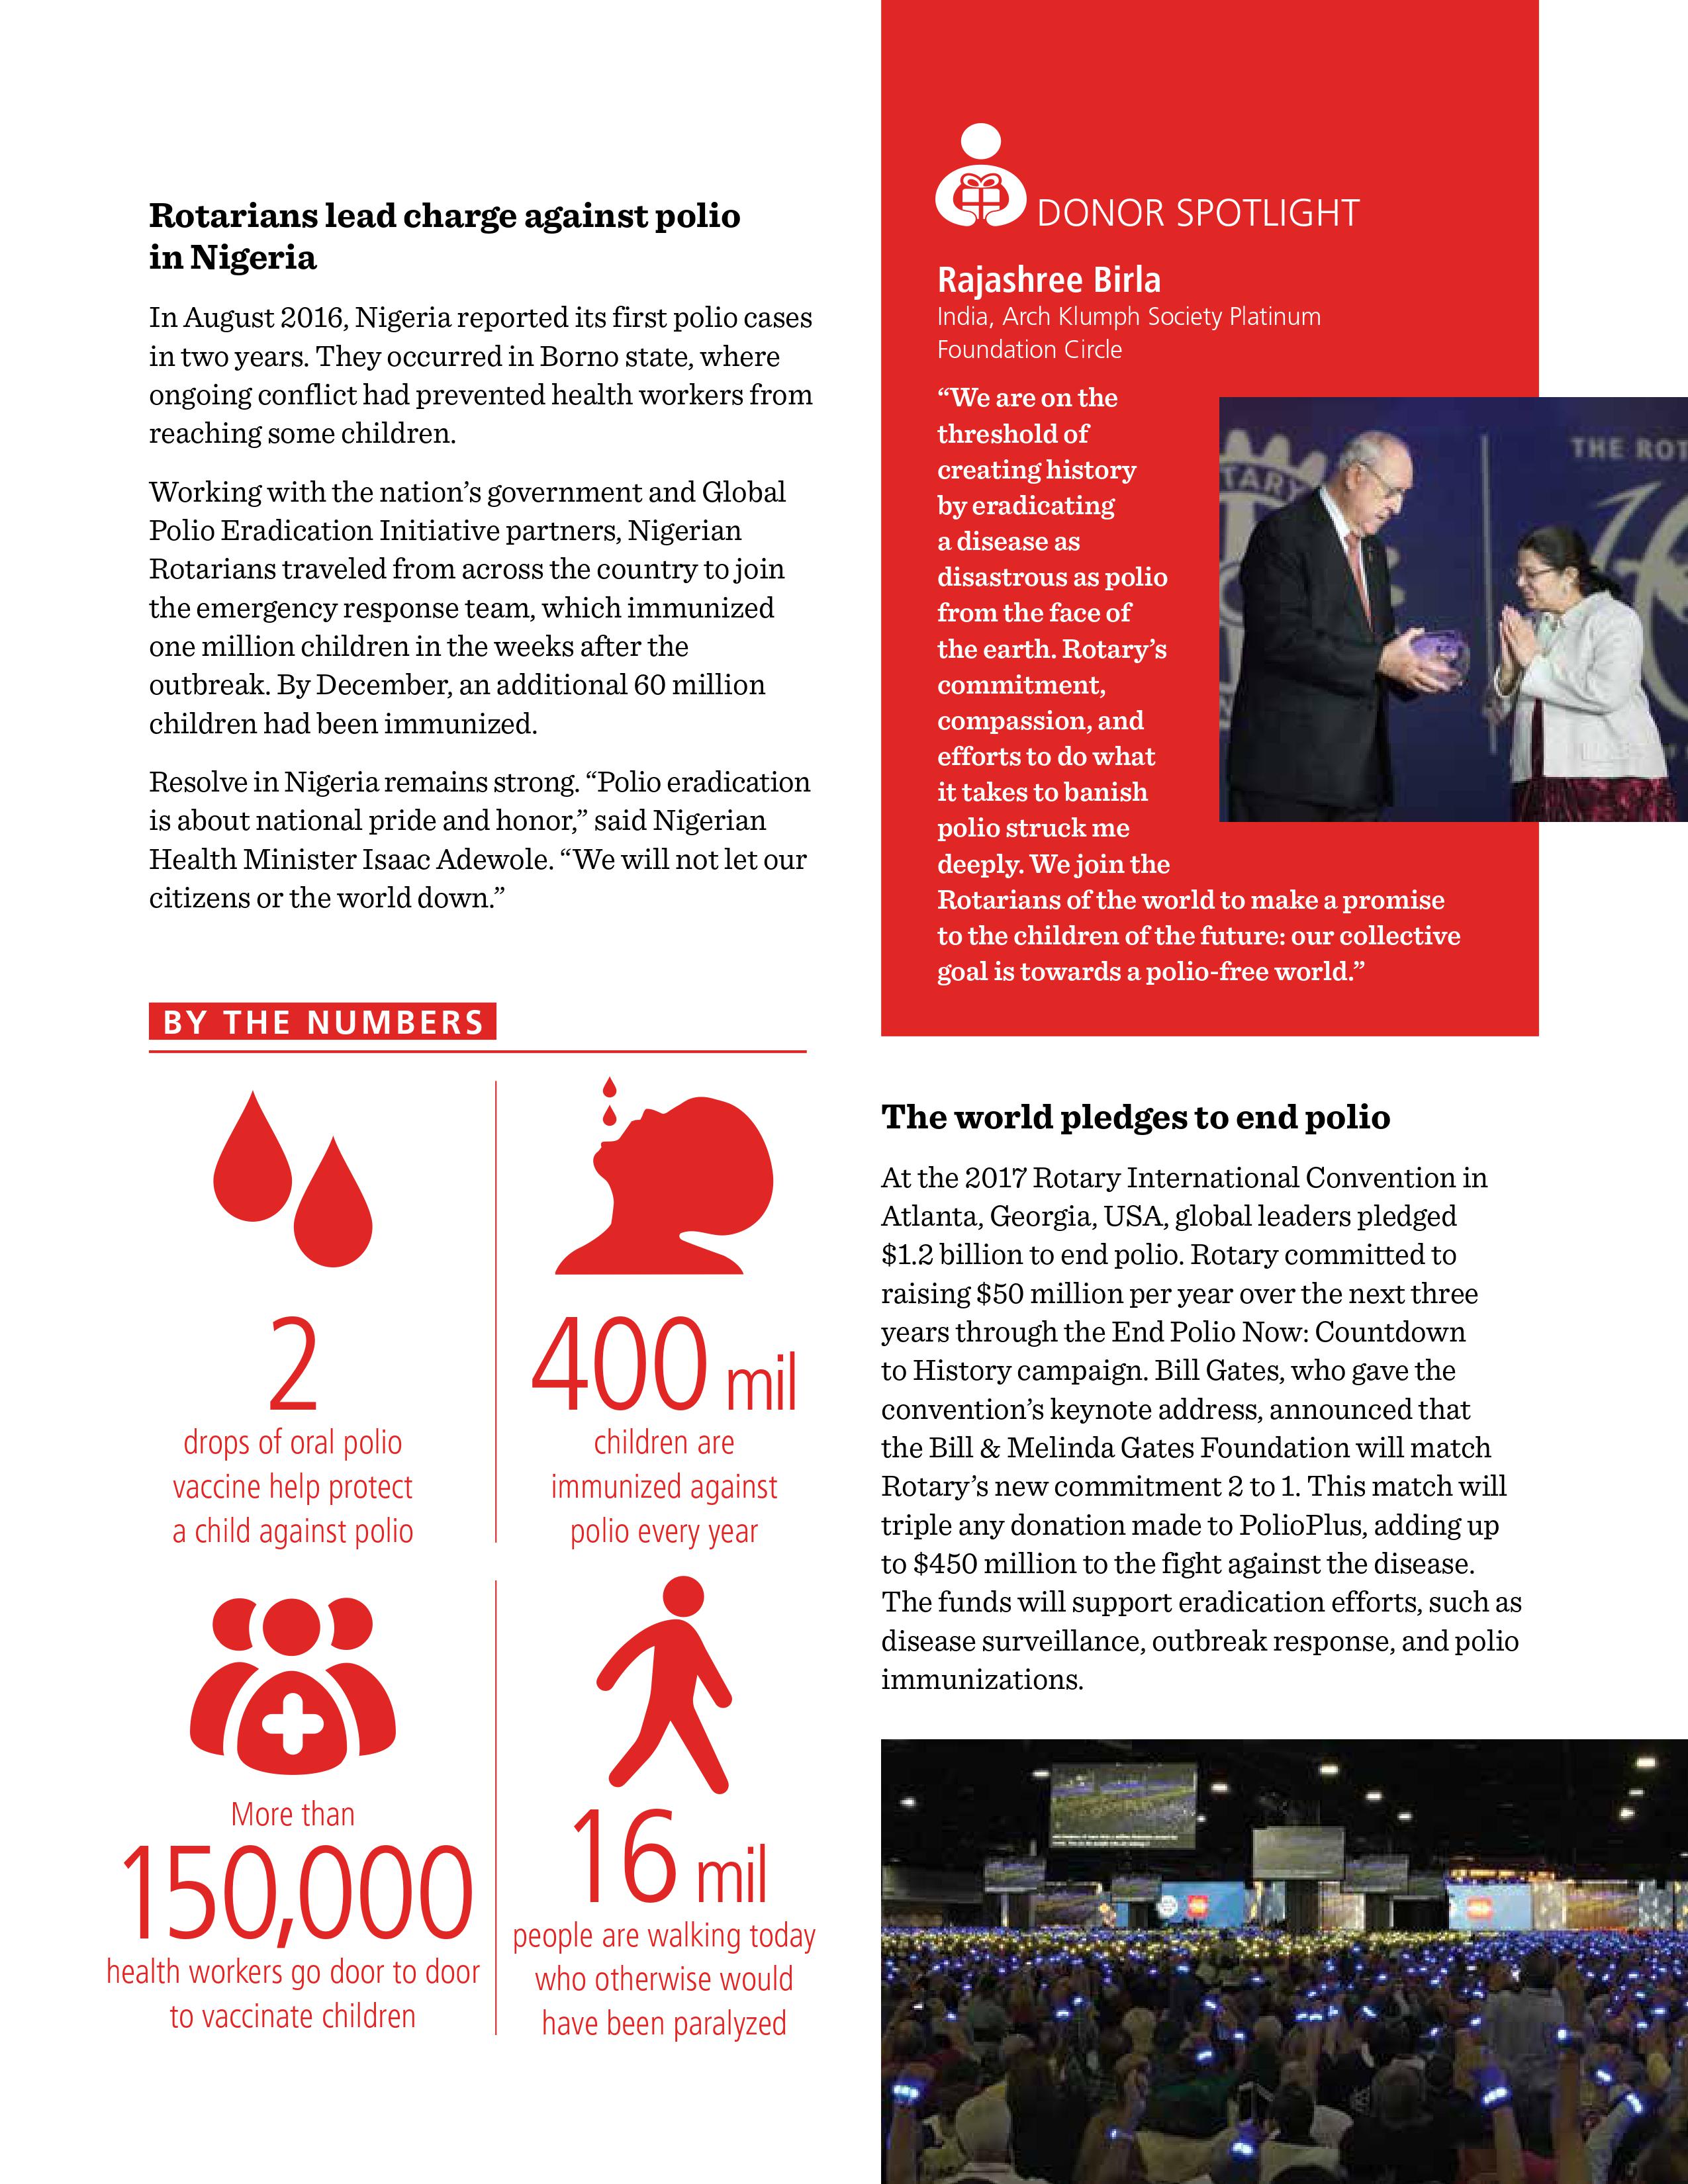 Rotarians lead charge against polio
in Nigeria
In August 2016, Nigeria reported its first polio cases
in two years. They occurred in Borno state, where
ongoing conflict had prevented health workers from
reaching some children.
Working with the nation’s government and Global
Polio Eradication Initiative partners, Nigerian
Rotarians traveled from across the country to join
the emergency response team, which immunized
one million children in the weeks after the
outbreak. By December, an additional 60 million
children had been immunized.
Resolve in Nigeria remains strong. “Polio eradication
is about national pride and honor,” said Nigerian
Health Minister Isaac Adewole. “We will not let our
citizens or the world down.”
BY THE NUMBERS
2
drops of oral polio
vaccine help protect
a child against polio
400 mil
children are
immunized against
polio every year
More than
150,000
health workers go door to door
to vaccinate children
16 mil
people are walking today
who otherwise would
have been paralyzed
DONOR SPOTLIGHT
Rajashree Birla
India, Arch Klumph Society Platinum
Foundation Circle
“We are on the
threshold of
creating history
by eradicating
a disease as
disastrous as polio
from the face of
the earth. Rotary’s
commitment,
compassion, and
efforts to do what
it takes to banish
polio struck me
deeply. We join the
Rotarians of the world to make a promise
to the children of the future: our collective
goal is towards a polio-free world.”
TARY
THE ROT
The world pledges to end polio
At the 2017 Rotary International Convention in
Atlanta, Georgia, USA, global leaders pledged
$1.2 billion to end polio. Rotary committed to
raising $50 million per year over the next three
years through the End Polio Now: Countdown
to History campaign. Bill Gates, who gave the
convention’s keynote address, announced that
the Bill & Melinda Gates Foundation will match
Rotary’s new commitment 2 to 1. This match will
triple any donation made to PolioPlus, adding up
to $450 million to the fight against the disease.
The funds will support eradication efforts, such as
disease surveillance, outbreak response, and polio
immunizations.